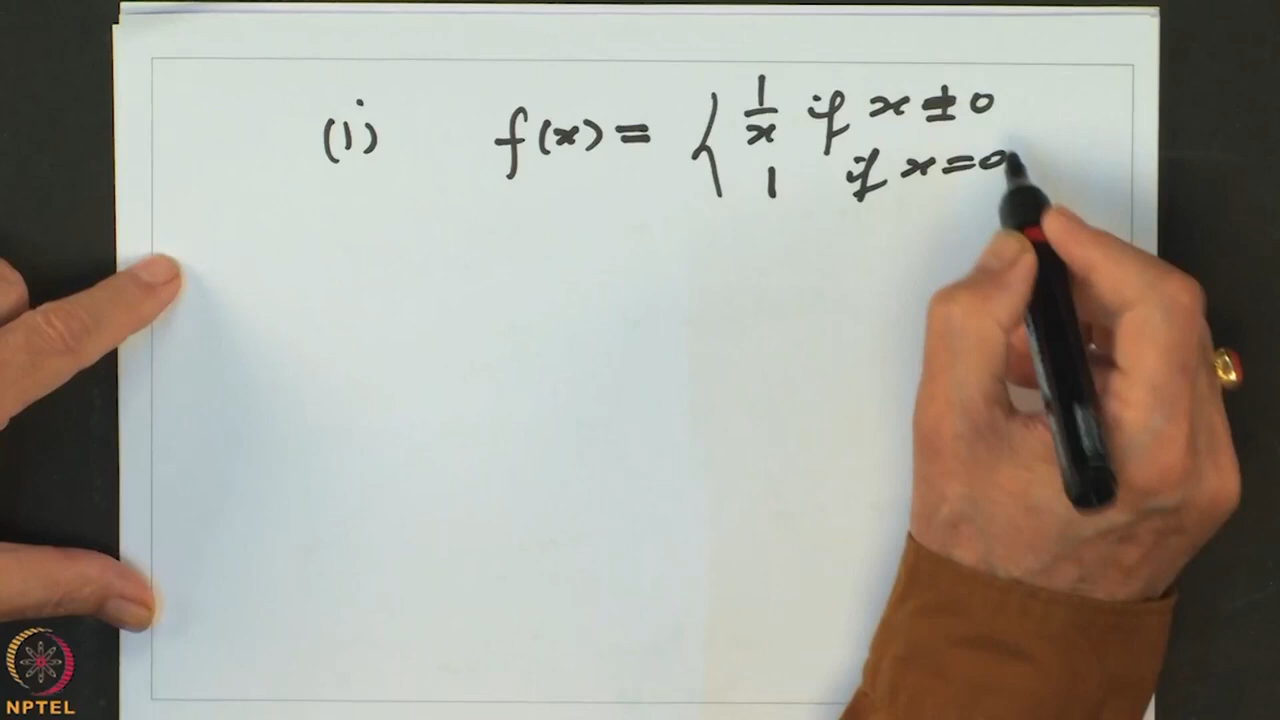 (i) f(x) = { 1/x if x ≠ 0
1 if x = 0
NPTEL